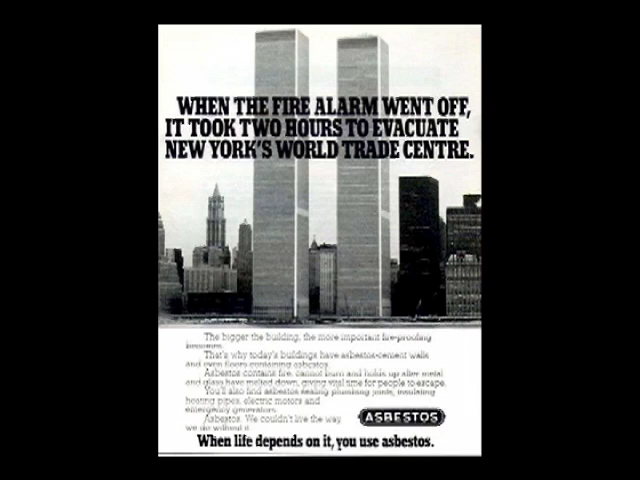 WHEN THE FIRE ALARM WENT OFF,
IT TOOK TWO HOURS TO EVACUATE
NEW YORK'S WORLD TRADE CENTRE.
The bigger the building, the more important fire-proofing
becomes.
That's why today's buildings have asbestos-cement walls
and even floors containing asbestos.
Asbestos contains fire, cannot burn and holds up after metal
and glass have melted down, giving vital time for people to escape.
You'll also find asbestos sealing plumbing joints, insulating
heating pipes, electric motors and
emergency generators.
Asbestos. We couldn't live the way
we do without it.
ASBESTOS
When life depends on it, you use asbestos.